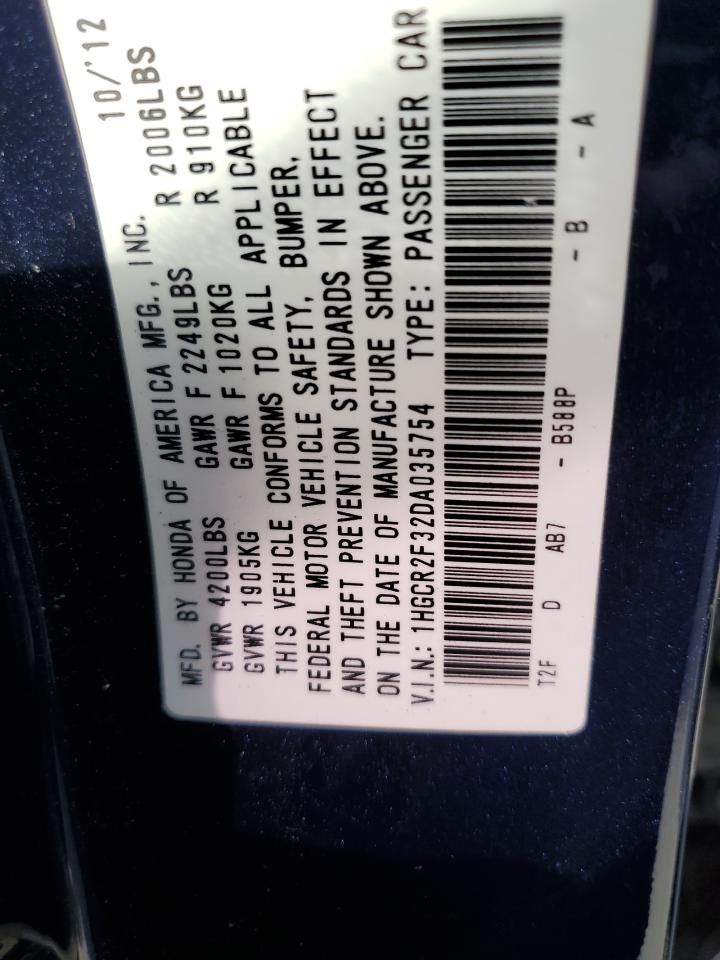 MFD. BY HONDA OF AMERICA MFG., INC. 10/'12
GVWR 4200LBS GAWR F 2249LBS R 2006LBS
GVWR 1905KG GAWR F 1020KG R 910KG
THIS VEHICLE CONFORMS TO ALL APPLICABLE
FEDERAL MOTOR VEHICLE SAFETY, BUMPER,
AND THEFT PREVENTION STANDARDS IN EFFECT
ON THE DATE OF MANUFACTURE SHOWN ABOVE.
V.I.N.: 1HGCR2F32DA035754 TYPE: PASSENGER CAR
T2F D AB7 - B588P - B - A